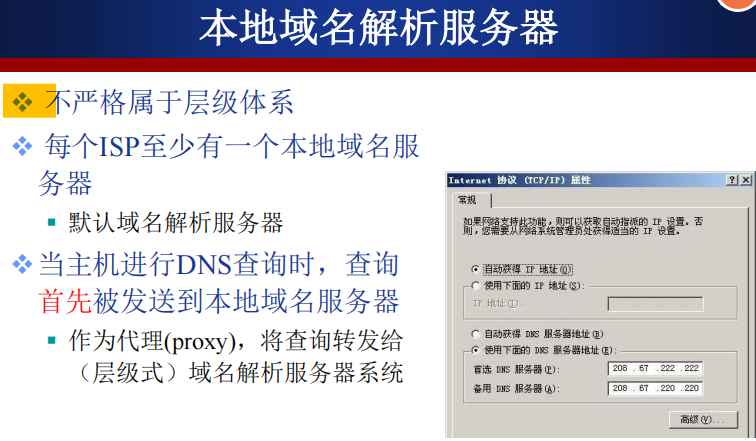 本地域名解析服务器
不严格属于层级体系
每个ISP至少有一个本地域名服
务器
默认域名解析服务器
当主机进行DNS查询时，查询
首先被发送到本地域名服务器
作为代理(proxy)，将查询转发给
（层级式）域名解析服务器系统
Internet 协议 (TCP/IP) 属性
常规
如果网络支持此功能，则可以获取自动指派的 IP 设置。否
则，您需要从网络系统管理员处获得适当的 IP 设置。
自动获得 IP 地址(O)
使用下面的 IP 地址(S):
IP 地址(I):
自动获得 DNS 服务器地址(B)
使用下面的 DNS 服务器地址(E):
首选 DNS 服务器(P): 208 . 67 .222 .222
备用 DNS 服务器(A): 208 . 67 .220 .220
高级(V)...